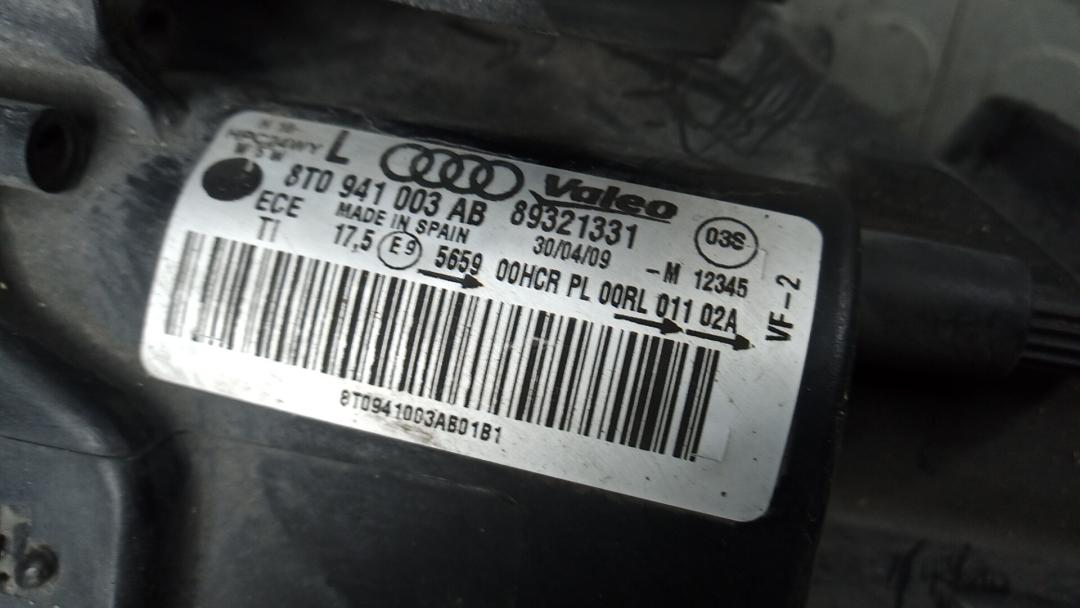 L Valeo
8T0 941 003 AB 89321331
ECE MADE IN SPAIN 30/04/09 -M 12345
03S
TI 17,5 E9 5659 00HCR PL 00RL 011 02A
VF-2
8T0941003AB01B1